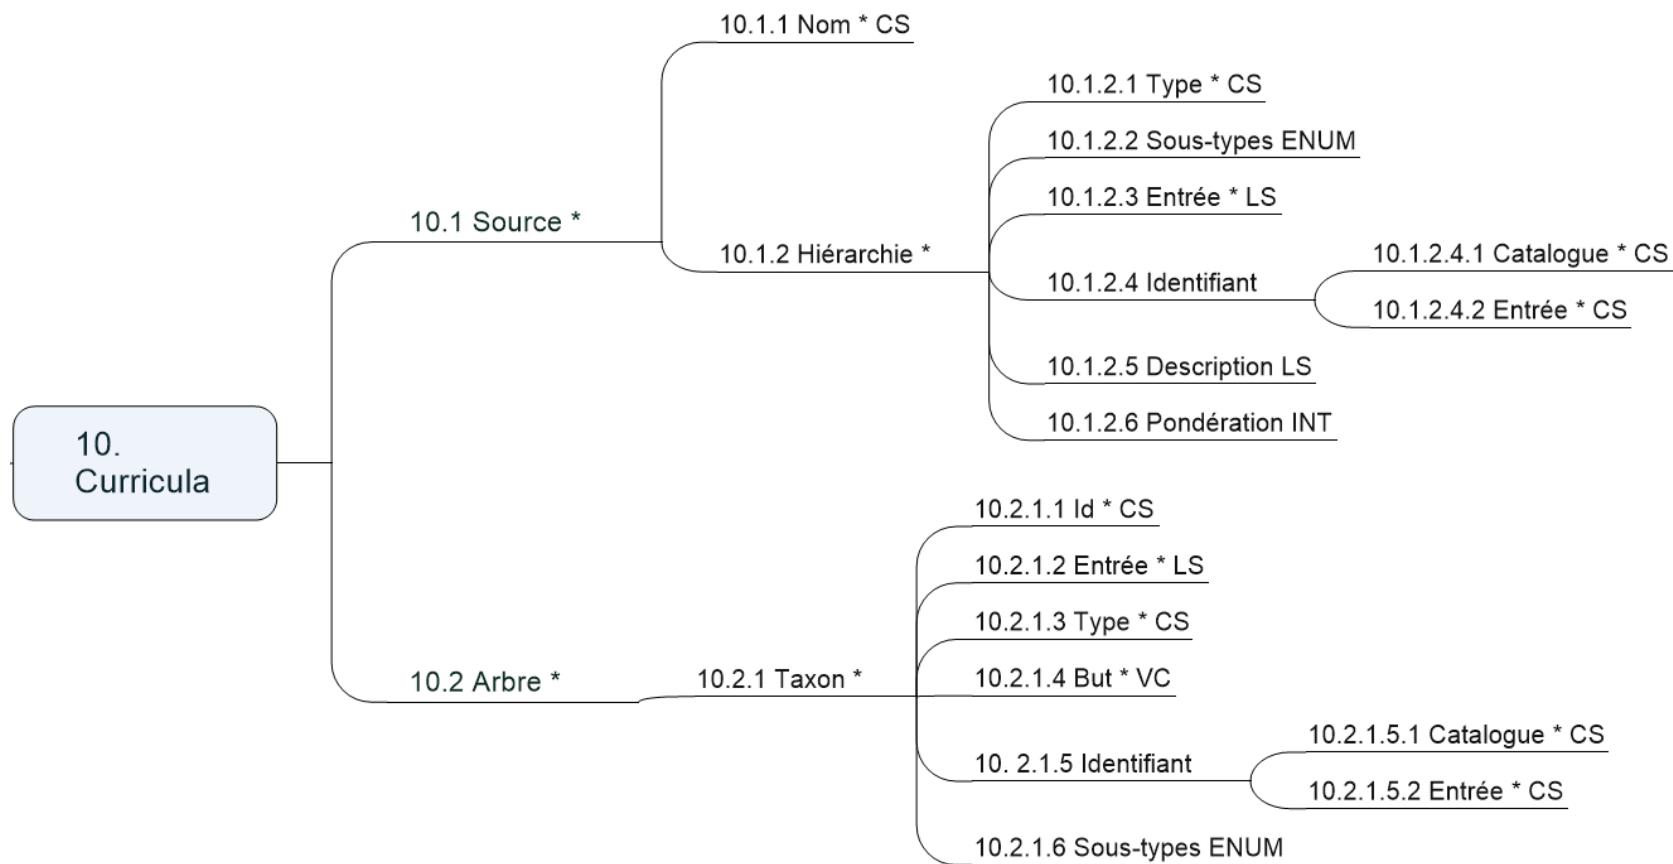 10.
Curricula
10.1 Source *
10.1.1 Nom * CS
10.1.2 Hiérarchie *
10.1.2.1 Type * CS
10.1.2.2 Sous-types ENUM
10.1.2.3 Entrée * LS
10.1.2.4 Identifiant
10.1.2.4.1 Catalogue * CS
10.1.2.4.2 Entrée * CS
10.1.2.5 Description LS
10.1.2.6 Pondération INT
10.2 Arbre *
10.2.1 Taxon *
10.2.1.1 Id * CS
10.2.1.2 Entrée * LS
10.2.1.3 Type * CS
10.2.1.4 But * VC
10. 2.1.5 Identifiant
10.2.1.5.1 Catalogue * CS
10.2.1.5.2 Entrée * CS
10.2.1.6 Sous-types ENUM